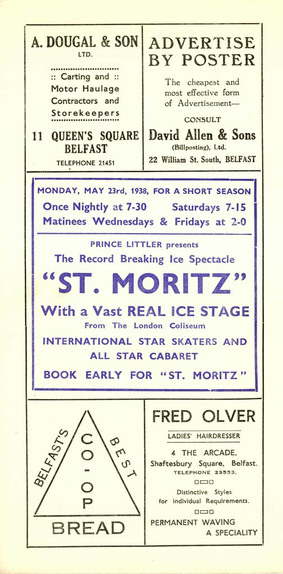 A. DOUGAL & SON
LTD.
:: Carting and ::
Motor Haulage
Contractors and
Storekeepers
11 QUEEN'S SQUARE
BELFAST
TELEPHONE 21451
ADVERTISE
BY POSTER
The cheapest and
most effective form
of Advertisement—
CONSULT
David Allen & Sons
(Billposting), Ltd.
22 William St. South, BELFAST
MONDAY, MAY 23rd, 1938, FOR A SHORT SEASON
Once Nightly at 7-30 Saturdays 7-15
Matinees Wednesdays & Fridays at 2-0
PRINCE LITTLER presents
The Record Breaking Ice Spectacle
"ST. MORITZ"
With a Vast REAL ICE STAGE
From The London Coliseum
INTERNATIONAL STAR SKATERS AND
ALL STAR CABARET
BOOK EARLY FOR "ST. MORITZ"
BELFAST'S
BEST
CO-OP
BREAD
FRED OLVER
LADIES' HAIRDRESSER
4 THE ARCADE,
Shaftesbury Square, Belfast.
TELEPHONE 23553.
Distinctive Styles
for Individual Requirements.
PERMANENT WAVING
A SPECIALITY